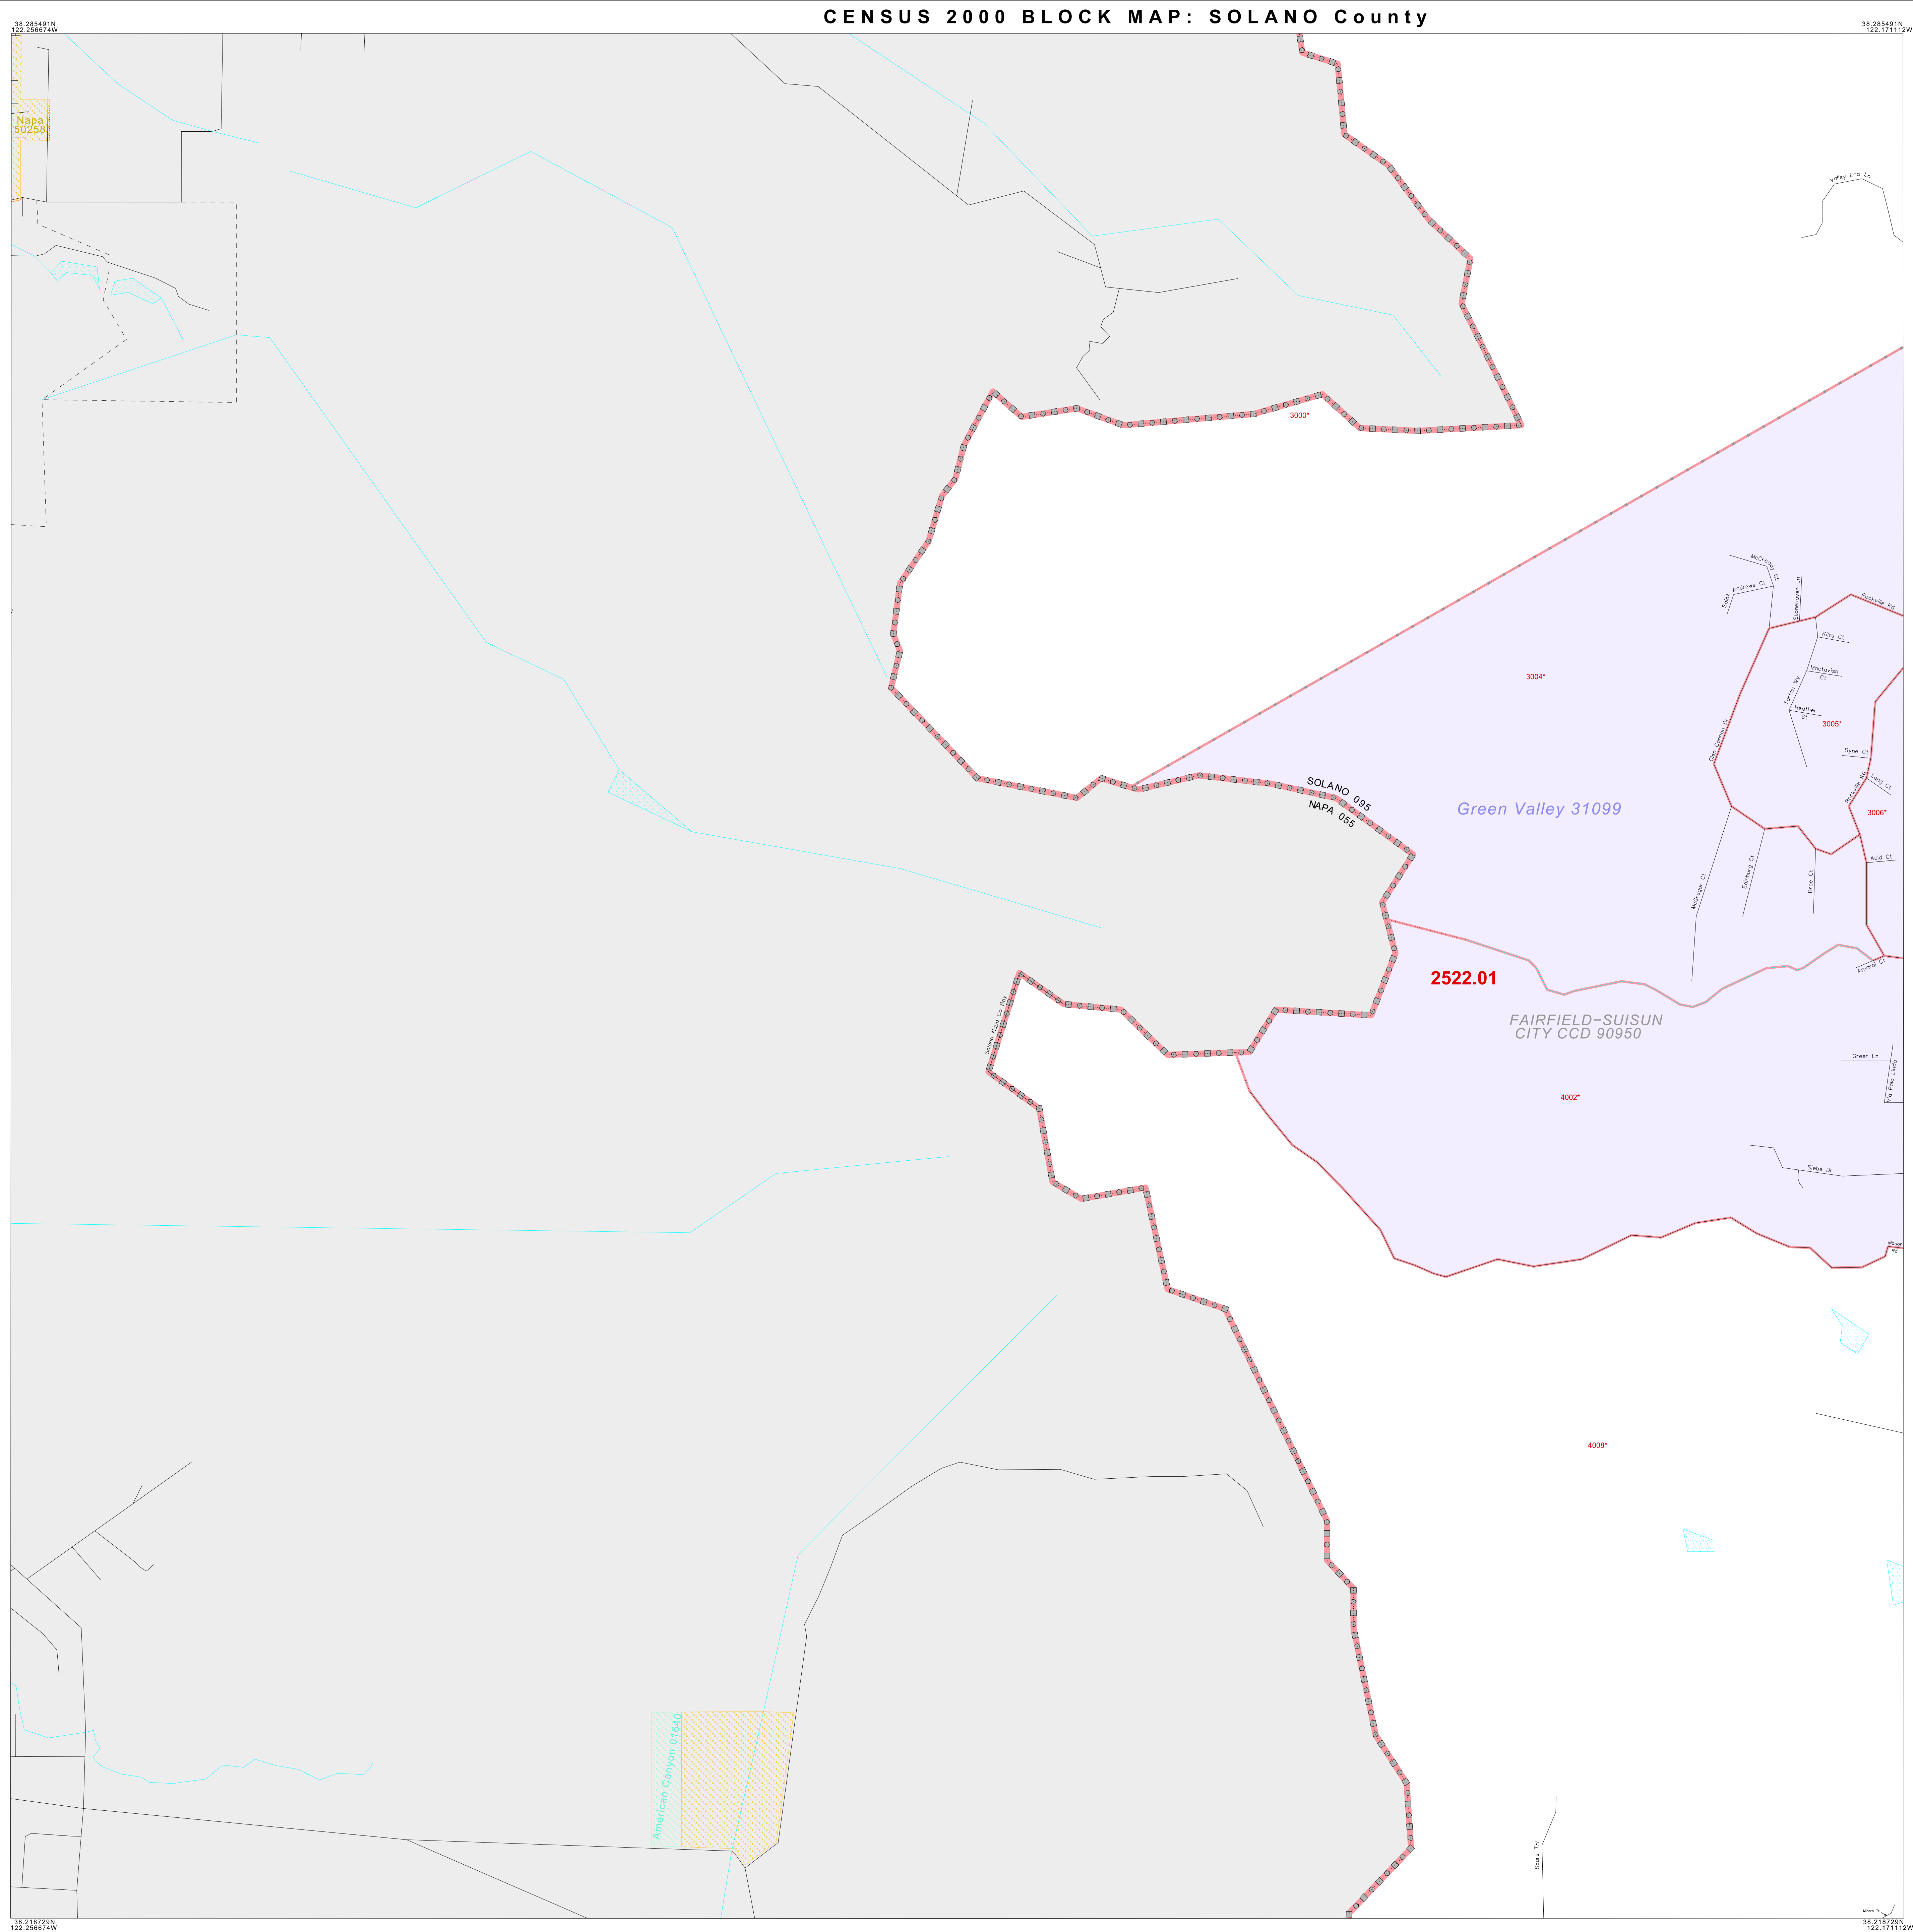 CENSUS 2000 BLOCK MAP: SOLANO County
38.285491N
122.256674W
38.285491N
122.171112W
Napa
50258
Valley End Ln
3000*
McCready Ct
Saint Andrews Ct
Stonehaven Ln
Rockville Rd
Kilts Ct
3004*
Mactavish
Ct
Tartan Wy
Heather
St
3005*
Glen Cannon Dr
Syne Ct
Lang Ct
Rockville Rd
SOLANO 095
NAPA 055
Green Valley 31099
3006*
Auld Ct
Edinburg Ct
Brae Ct
McGregor Ct
Amaral Ct
2522.01
Solano Napa Co Bdy
FAIRFIELD-SUISUN
CITY CCD 90950
Greer Ln
Via Palo Linda
4002*
Siebe Dr
Mason
Rd
4008*
American Canyon 01640
Spurs Trl
38.218729N
122.256674W
38.218729N
122.171112W